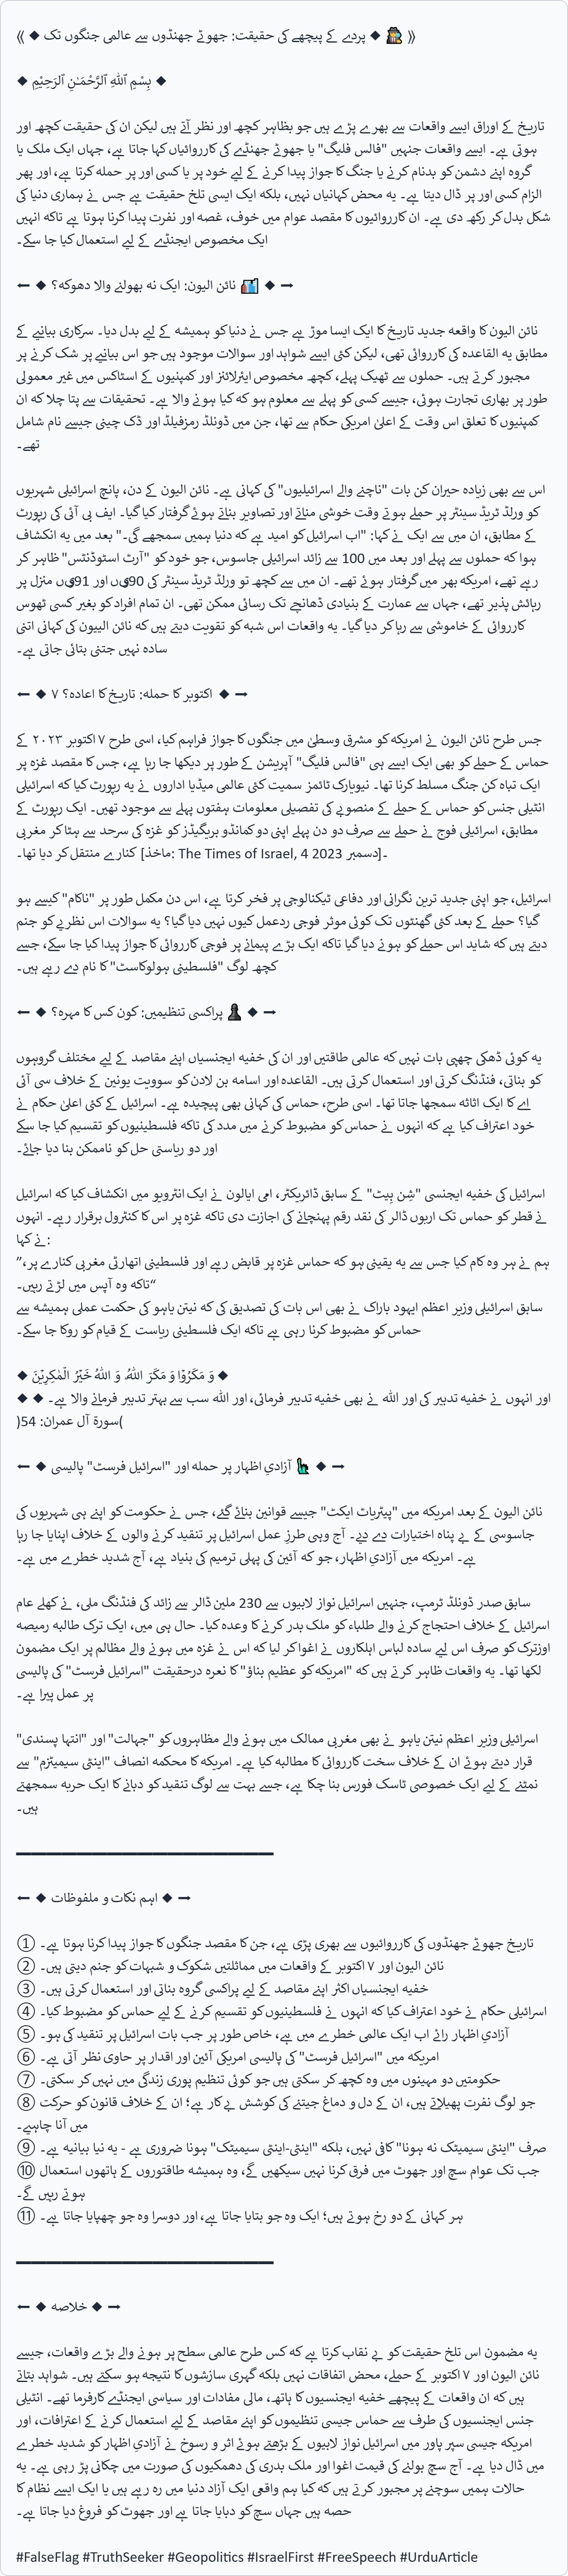 《 ◆ پردے کے پیچھے کی حقیقت: جھوٹے جھنڈوں سے عالمی جنگوں تک ◆ 🕵️ 》
◆ بِسْمِ ٱللَّهِ ٱلرَّحْمَـٰنِ ٱلرَّحِيْمِ ◆
تاریخ کے اوراق ایسے واقعات سے بھرے پڑے ہیں جو بظاہر کچھ اور نظر آتے ہیں لیکن ان کی حقیقت کچھ اور
ہوتی ہے۔ ایسے واقعات جنہیں "فالس فلیگ" یا جھوٹے جھنڈے کی کارروائیاں کہا جاتا ہے، جہاں ایک ملک یا
گروہ اپنے دشمن کو بدنام کرنے یا جنگ کا جواز پیدا کرنے کے لیے خود پر یا کسی اور پر حملہ کرتا ہے، اور پھر
الزام کسی اور پر ڈال دیتا ہے۔ یہ محض کہانیاں نہیں، بلکہ ایک ایسی تلخ حقیقت ہے جس نے ہماری دنیا کی
شکل بدل کر رکھ دی ہے۔ ان کارروائیوں کا مقصد عوام میں خوف، غصہ اور نفرت پیدا کرنا ہوتا ہے تاکہ انہیں
ایک مخصوص ایجنڈے کے لیے استعمال کیا جا سکے۔
← ◆ نائن الیون: ایک نہ بھولنے والا دھوکہ؟ 🏙️ ◆ →
نائن الیون کا واقعہ جدید تاریخ کا ایک ایسا موڑ ہے جس نے دنیا کو ہمیشہ کے لیے بدل دیا۔ سرکاری بیانیے کے
مطابق یہ القاعدہ کی کارروائی تھی، لیکن کئی ایسے شواہد اور سوالات موجود ہیں جو اس بیانیے پر شک کرنے پر
مجبور کرتے ہیں۔ حملوں سے ٹھیک پہلے، کچھ مخصوص ایئرلائنز اور کمپنیوں کے اسٹاکس میں غیر معمولی
طور پر بھاری تجارت ہوئی، جیسے کسی کو پہلے سے معلوم ہو کہ کیا ہونے والا ہے۔ تحقیقات سے پتا چلا کہ ان
کمپنیوں کا تعلق اس وقت کے اعلیٰ امریکی حکام سے تھا، جن میں ڈونلڈ رمزفیلڈ اور ڈک چینی جیسے نام شامل
تھے۔
اس سے بھی زیادہ حیران کن بات "ناچنے والے اسرائیلیوں" کی کہانی ہے۔ نائن الیون کے دن، پانچ اسرائیلی شہریوں
کو ورلڈ ٹریڈ سینٹر پر حملے ہوتے وقت خوشی مناتے اور تصاویر بناتے ہوئے گرفتار کیا گیا۔ ایف بی آئی کی رپورٹ
کے مطابق، ان میں سے ایک نے کہا: "اب اسرائیل کو امید ہے کہ دنیا ہمیں سمجھے گی۔" بعد میں یہ انکشاف
ہوا کہ حملوں سے پہلے اور بعد میں 100 سے زائد اسرائیلی جاسوس، جو خود کو "آرٹ اسٹوڈنٹس" ظاہر کر
رہے تھے، امریکہ بھر میں گرفتار ہوئے تھے۔ ان میں سے کچھ تو ورلڈ ٹریڈ سینٹر کی 90ویں اور 91ویں منزل پر
رہائش پذیر تھے، جہاں سے عمارت کے بنیادی ڈھانچے تک رسائی ممکن تھی۔ ان تمام افراد کو بغیر کسی ٹھوس
کارروائی کے خاموشی سے رہا کر دیا گیا۔ یہ واقعات اس شبہ کو تقویت دیتے ہیں کہ نائن الییون کی کہانی اتنی
سادہ نہیں جتنی بتائی جاتی ہے۔
← ◆ ۷ اکتوبر کا حملہ: تاریخ کا اعادہ؟ ◆ →
جس طرح نائن الیون نے امریکہ کو مشرق وسطیٰ میں جنگوں کا جواز فراہم کیا، اسی طرح ۷ اکتوبر ۲۰۲۳ کے
حماس کے حملے کو بھی ایک ایسے ہی "فالس فلیگ" آپریشن کے طور پر دیکھا جا رہا ہے، جس کا مقصد غزہ پر
ایک تباہ کن جنگ مسلط کرنا تھا۔ نیویارک ٹائمز سمیت کئی عالمی میڈیا اداروں نے یہ رپورٹ کیا کہ اسرائیلی
انٹیلی جنس کو حماس کے حملے کے منصوبے کی تفصیلی معلومات ہفتوں پہلے سے موجود تھیں۔ ایک رپورٹ کے
مطابق، اسرائیلی فوج نے حملے سے صرف دو دن پہلے اپنی دو کمانڈو بریگیڈز کو غزہ کی سرحد سے ہٹا کر مغربی
کنارے منتقل کر دیا تھا۔ [ماخذ: The Times of Israel, 4 دسمبر 2023]۔
اسرائیل، جو اپنی جدید ترین نگرانی اور دفاعی ٹیکنالوجی پر فخر کرتا ہے، اس دن مکمل طور پر "ناکام" کیسے ہو
گیا؟ حملے کے بعد کئی گھنٹوں تک کوئی موثر فوجی ردعمل کیوں نہیں دیا گیا؟ یہ سوالات اس نظریے کو جنم
دیتے ہیں کہ شاید اس حملے کو ہونے دیا گیا تاکہ ایک بڑے پیمانے پر فوجی کارروائی کا جواز پیدا کیا جا سکے، جسے
کچھ لوگ "فلسطینی ہولوکاسٹ" کا نام دے رہے ہیں۔
← ◆ پراکسی تنظیمیں: کون کس کا مہرہ؟ ♟️ ◆ →
یہ کوئی ڈھکی چھپی بات نہیں کہ عالمی طاقتیں اور ان کی خفیہ ایجنسیاں اپنے مقاصد کے لیے مختلف گروہوں
کو بناتی، فنڈنگ کرتی اور استعمال کرتی ہیں۔ القاعدہ اور اسامہ بن لادن کو سوویت یونین کے خلاف سی آئی
اے کا ایک اثاثہ سمجھا جاتا تھا۔ اسی طرح، حماس کی کہانی بھی پیچیدہ ہے۔ اسرائیل کے کئی اعلیٰ حکام نے
خود اعتراف کیا ہے کہ انہوں نے حماس کو مضبوط کرنے میں مدد کی تاکہ فلسطینیوں کو تقسیم کیا جا سکے
اور دو ریاستی حل کو ناممکن بنا دیا جائے۔
اسرائیل کی خفیہ ایجنسی "شِن بِیٹ" کے سابق ڈائریکٹر، امی ایالون نے ایک انٹرویو میں انکشاف کیا کہ اسرائیل
نے قطر کو حماس تک اربوں ڈالر کی نقد رقم پہنچانے کی اجازت دی تاکہ غزہ پر اس کا کنٹرول برقرار رہے۔ انہوں
نے کہا:
”ہم نے ہر وہ کام کیا جس سے یہ یقینی ہو کہ حماس غزہ پر قابض رہے اور فلسطینی اتھارٹی مغربی کنارے پر،
تاکہ وہ آپس میں لڑتے رہیں۔“
سابق اسرائیلی وزیر اعظم ایہود باراک نے بھی اس بات کی تصدیق کی کہ نیتن یاہو کی حکمت عملی ہمیشہ سے
حماس کو مضبوط کرنا رہی ہے تاکہ ایک فلسطینی ریاست کے قیام کو روکا جا سکے۔
◆ وَ مَكَرُوْا وَ مَكَرَ اللّٰهُؕ وَ اللّٰهُ خَیْرُ الْمٰكِرِیْنَ ◆
◆ اور انہوں نے خفیہ تدبیر کی اور اللہ نے بھی خفیہ تدبیر فرمائی، اور اللہ سب سے بہتر تدبیر فرمانے والا ہے۔ ◆
(سورۃ آل عمران: 54)
← ◆ آزادیِ اظہار پر حملہ اور "اسرائیل فرسٹ" پالیسی 🗽 ◆ →
نائن الیون کے بعد امریکہ میں "پیٹریاٹ ایکٹ" جیسے قوانین بنائے گئے، جس نے حکومت کو اپنے ہی شہریوں کی
جاسوسی کے بے پناہ اختیارات دے دیے۔ آج وہی طرزِ عمل اسرائیل پر تنقید کرنے والوں کے خلاف اپنایا جا رہا
ہے۔ امریکہ میں آزادیِ اظہار، جو کہ آئین کی پہلی ترمیم کی بنیاد ہے، آج شدید خطرے میں ہے۔
سابق صدر ڈونلڈ ٹرمپ، جنہیں اسرائیل نواز لابیوں سے 230 ملین ڈالر سے زائد کی فنڈنگ ملی، نے کھلے عام
اسرائیل کے خلاف احتجاج کرنے والے طلباء کو ملک بدر کرنے کا وعدہ کیا۔ حال ہی میں، ایک ترک طالبہ رمیصہ
اوزترک کو صرف اس لیے سادہ لباس اہلکاروں نے اغوا کر لیا کہ اس نے غزہ میں ہونے والے مظالم پر ایک مضمون
لکھا تھا۔ یہ واقعات ظاہر کرتے ہیں کہ "امریکہ کو عظیم بناؤ" کا نعرہ درحقیقت "اسرائیل فرسٹ" کی پالیسی
پر عمل پیرا ہے۔
اسرائیلی وزیر اعظم نیتن یاہو نے بھی مغربی ممالک میں ہونے والے مظاہروں کو "جہالت" اور "انتہا پسندی"
قرار دیتے ہوئے ان کے خلاف سخت کارروائی کا مطالبہ کیا ہے۔ امریکہ کا محکمہ انصاف "اینٹی سیمیٹزم" سے
نمٹنے کے لیے ایک خصوصی ٹاسک فورس بنا چکا ہے، جسے بہت سے لوگ تنقید کو دبانے کا ایک حربہ سمجھتے
ہیں۔
← ◆ اہم نکات و ملفوظات ◆ →
① تاریخ جھوٹے جھنڈوں کی کارروائیوں سے بھری پڑی ہے، جن کا مقصد جنگوں کا جواز پیدا کرنا ہوتا ہے۔
② نائن الیون اور ۷ اکتوبر کے واقعات میں مماثلتیں شکوک و شبہات کو جنم دیتی ہیں۔
③ خفیہ ایجنسیاں اکثر اپنے مقاصد کے لیے پراکسی گروہ بناتی اور استعمال کرتی ہیں۔
④ اسرائیلی حکام نے خود اعتراف کیا کہ انہوں نے فلسطینیوں کو تقسیم کرنے کے لیے حماس کو مضبوط کیا۔
⑤ آزادیِ اظہار رائے اب ایک عالمی خطرے میں ہے، خاص طور پر جب بات اسرائیل پر تنقید کی ہو۔
⑥ امریکہ میں "اسرائیل فرسٹ" کی پالیسی امریکی آئین اور اقدار پر حاوی نظر آتی ہے۔
⑦ حکومتیں دو مہینوں میں وہ کچھ کر سکتی ہیں جو کوئی تنظیم پوری زندگی میں نہیں کر سکتی۔
⑧ جو لوگ نفرت پھیلاتے ہیں، ان کے دل و دماغ جیتنے کی کوشش بے کار ہے؛ ان کے خلاف قانون کو حرکت
میں آنا چاہیے۔
⑨ صرف "اینٹی سیمیٹک نہ ہونا" کافی نہیں، بلکہ "اینٹی-اینٹی سیمیٹک" ہونا ضروری ہے - یہ نیا بیانیہ ہے۔
⑩ جب تک عوام سچ اور جھوٹ میں فرق کرنا نہیں سیکھیں گے، وہ ہمیشہ طاقتوروں کے ہاتھوں استعمال
ہوتے رہیں گے۔
⑪ ہر کہانی کے دو رخ ہوتے ہیں؛ ایک وہ جو بتایا جاتا ہے، اور دوسرا وہ جو چھپایا جاتا ہے۔
← ◆ خلاصہ ◆ →
یہ مضمون اس تلخ حقیقت کو بے نقاب کرتا ہے کہ کس طرح عالمی سطح پر ہونے والے بڑے واقعات، جیسے
نائن الیون اور ۷ اکتوبر کے حملے، محض اتفاقات نہیں بلکہ گہری سازشوں کا نتیجہ ہو سکتے ہیں۔ شواہد بتاتے
ہیں کہ ان واقعات کے پیچھے خفیہ ایجنسیوں کا ہاتھ، مالی مفادات اور سیاسی ایجنڈے کارفرما تھے۔ انٹیلی
جنس ایجنسیوں کی طرف سے حماس جیسی تنظیموں کو اپنے مقاصد کے لیے استعمال کرنے کے اعترافات، اور
امریکہ جیسی سپر پاور میں اسرائیل نواز لابیوں کے بڑھتے ہوئے اثر و رسوخ نے آزادیِ اظہار کو شدید خطرے
میں ڈال دیا ہے۔ آج سچ بولنے کی قیمت اغوا اور ملک بدری کی دھمکیوں کی صورت میں چکانی پڑ رہی ہے۔ یہ
حالات ہمیں سوچنے پر مجبور کرتے ہیں کہ کیا ہم واقعی ایک آزاد دنیا میں رہ رہے ہیں یا ایک ایسے نظام کا
حصہ ہیں جہاں سچ کو دبایا جاتا ہے اور جھوٹ کو فروغ دیا جاتا ہے۔
#FalseFlag #TruthSeeker #Geopolitics #IsraelFirst #FreeSpeech #UrduArticle